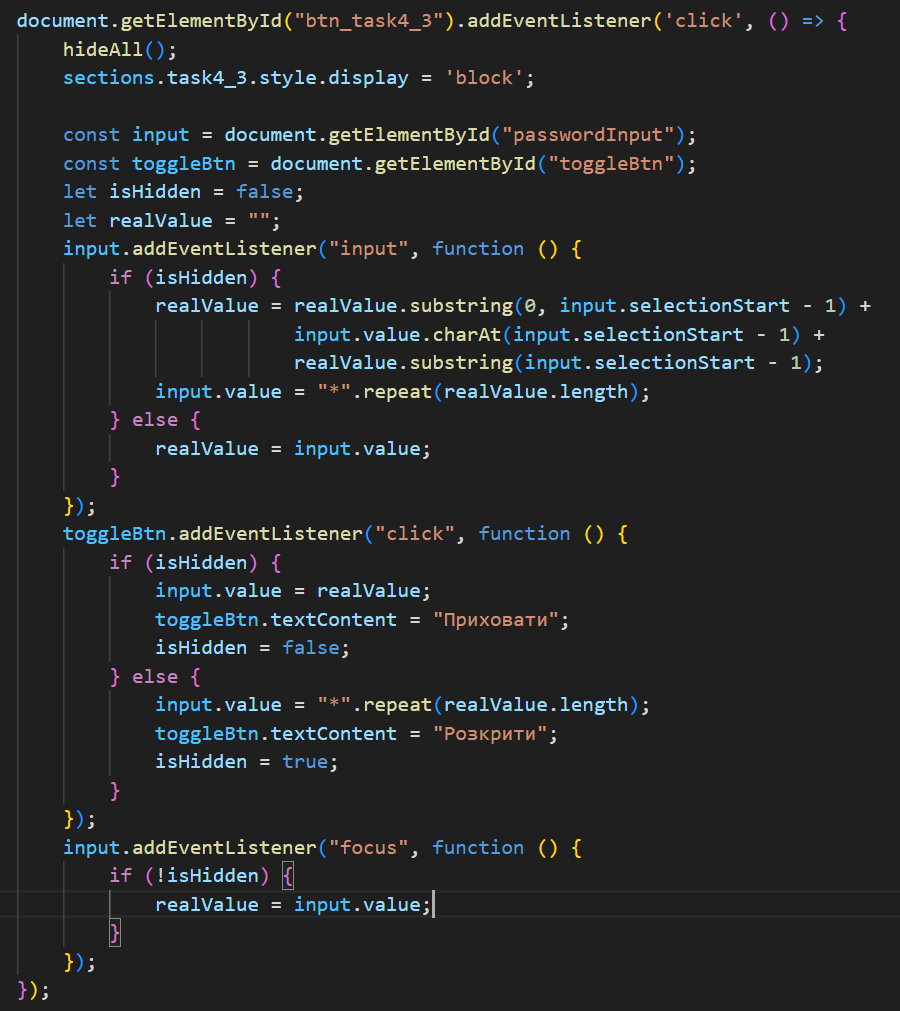 document.getElementById("btn_task4_3").addEventListener('click', () => {
    hideAll();
    sections.task4_3.style.display = 'block';

    const input = document.getElementById("passwordInput");
    const toggleBtn = document.getElementById("toggleBtn");
    let isHidden = false;
    let realValue = "";
    input.addEventListener("input", function () {
        if (isHidden) {
            realValue = realValue.substring(0, input.selectionStart - 1) +
                        input.value.charAt(input.selectionStart - 1) +
                        realValue.substring(input.selectionStart - 1);
            input.value = "*".repeat(realValue.length);
        } else {
            realValue = input.value;
        }
    });
    toggleBtn.addEventListener("click", function () {
        if (isHidden) {
            input.value = realValue;
            toggleBtn.textContent = "Приховати";
            isHidden = false;
        } else {
            input.value = "*".repeat(realValue.length);
            toggleBtn.textContent = "Розкрити";
            isHidden = true;
        }
    });
    input.addEventListener("focus", function () {
        if (!isHidden) {
            realValue = input.value;
        }
    });
});